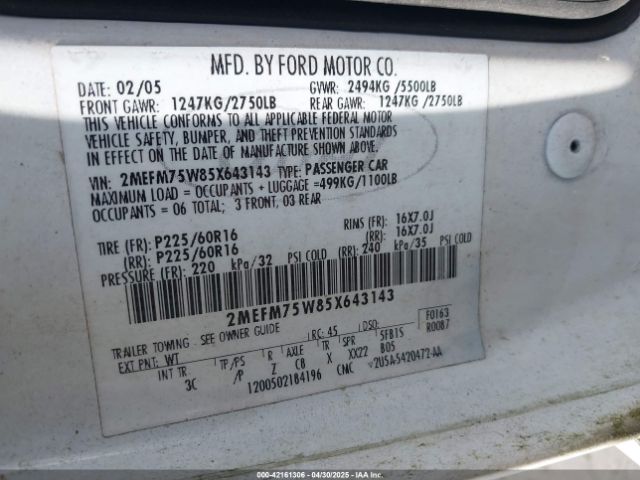 MFD. BY FORD MOTOR CO.
DATE: 02/05 GVWR: 2494KG /5500LB
FRONT GAWR: 1247KG/2750LB REAR GAWR: 1247KG /2750LB
THIS VEHICLE CONFORMS TO ALL APPLICABLE FEDERAL MOTOR
VEHICLE SAFETY, BUMPER, AND THEFT PREVENTION STANDARDS
IN EFFECT ON THE DATE OF MANUFACTURE SHOWN ABOVE.
VIN: 2MEFM75W85X643143 TYPE: PASSENGER CAR
MAXIMUM LOAD = OCCUPANTS + LUGGAGE =499KG/1100LB
OCCUPANTS = 06 TOTAL; 3 FRONT, 03 REAR
TIRE (FR): P225/60R16 RIMS (FR): 16X7.0J
(RR): P225/60R16 (RR): 16X7.0J
PRESSURE (FR): 220 kPa/32 PSI COLD (RR): 240 kPa/35 PSI COLD
2MEFM75W85X643143
TRAILER TOWING - SEE OWNER GUIDE F0163
EXT PNT: WT RC: 45 DSO: R0087
INT TR TP/PS R AXLE TR SPR SFBTS
3C /P Z CB X XX22 B05
1200502184196 CMC
00-42161306 - 04/30/2025 - IAA Inc.